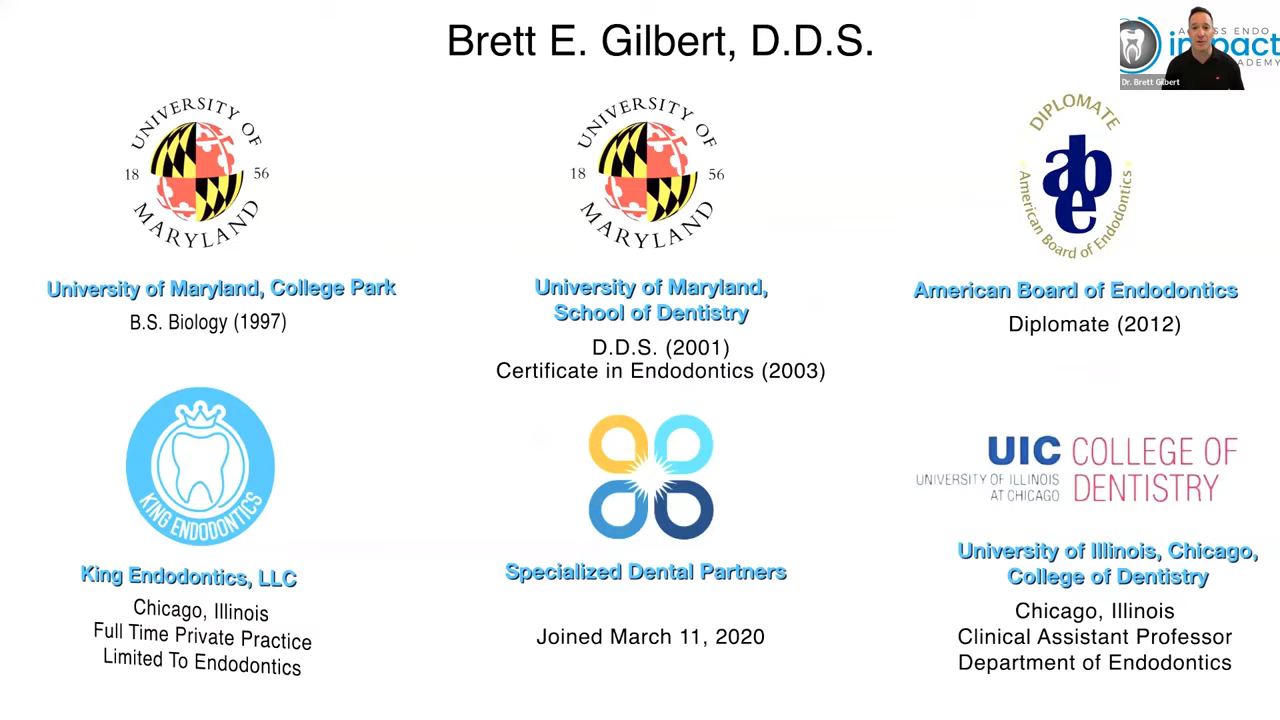 Brett E. Gilbert, D.D.S.
impact
Dr. Brett Gilbert
UNIVERSITY OF
18 56
MARYLAND
University of Maryland, College Park
B.S. Biology (1997)
UNIVERSITY OF
18 56
MARYLAND
University of Maryland,
School of Dentistry
D.D.S. (2001)
Certificate in Endodontics (2003)
DIPLOMATE
abe
American Board of Endodontics
American Board of Endodontics
Diplomate (2012)
KING ENDODONTICS
King Endodontics, LLC
Chicago, Illinois
Full Time Private Practice
Limited To Endodontics
Specialized Dental Partners
Joined March 11, 2020
UIC COLLEGE OF
UNIVERSITY OF ILLINOIS
AT CHICAGO DENTISTRY
University of Illinois, Chicago,
College of Dentistry
Chicago, Illinois
Clinical Assistant Professor
Department of Endodontics